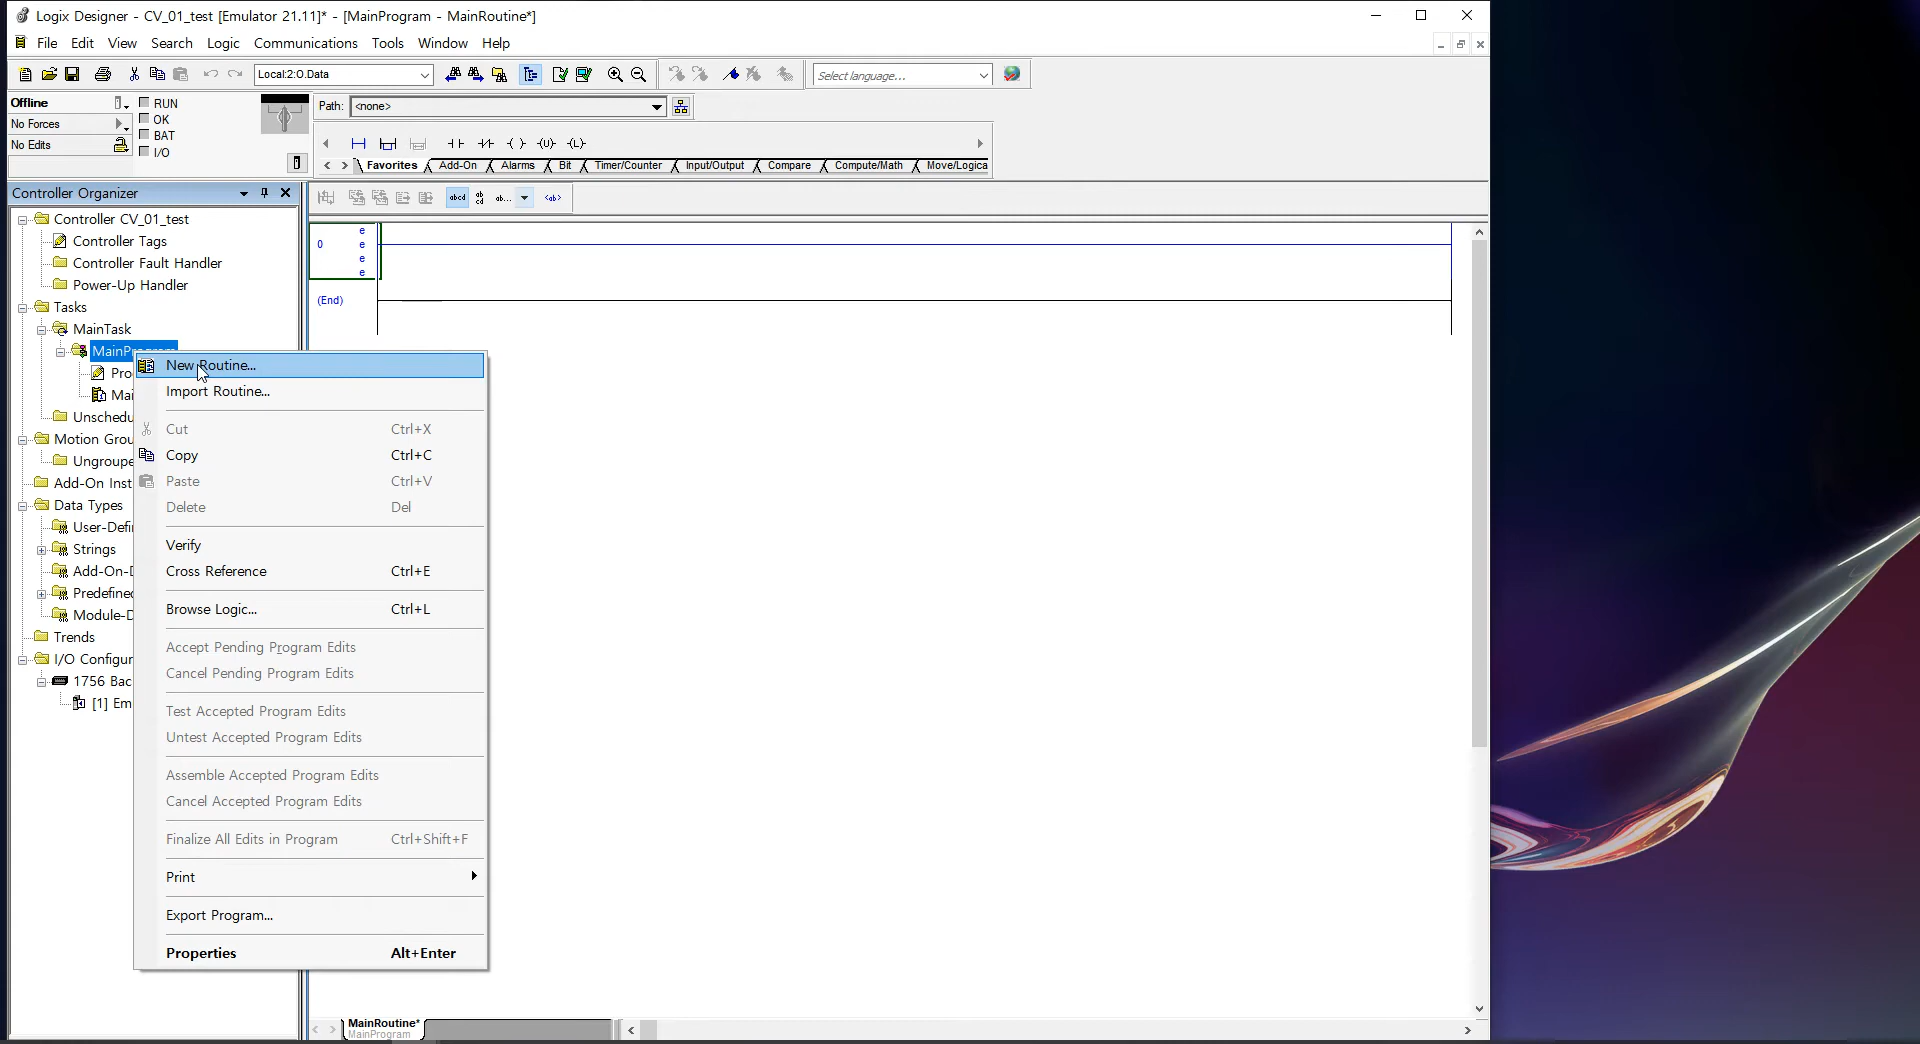 Logix Designer - CV_01_test [Emulator 21.11]* - [MainProgram - MainRoutine*]
File Edit View Search Logic Communications Tools Window Help
Local:2:O.Data
Select language...
Offline
No Forces
No Edits
RUN
OK
BAT
I/O
Path: <none>
Favorites Add-On Alarms Bit Timer/Counter Input/Output Compare Compute/Math Move/Logica
Controller Organizer
abcd
ab
cd
ab...
<ab>
Controller CV_01_test
Controller Tags
Controller Fault Handler
Power-Up Handler
Tasks
MainTask
MainProgram
Pro
Mai
Unschedu
Motion Grou
Ungroupe
Add-On Inst
Data Types
User-Defi
Strings
Add-On-D
Predefined
Module-D
Trends
I/O Configur
1756 Bac
[1] Em
e
0 e
e
e
(End)
New Routine...
Import Routine...
Cut Ctrl+X
Copy Ctrl+C
Paste Ctrl+V
Delete Del
Verify
Cross Reference Ctrl+E
Browse Logic... Ctrl+L
Accept Pending Program Edits
Cancel Pending Program Edits
Test Accepted Program Edits
Untest Accepted Program Edits
Assemble Accepted Program Edits
Cancel Accepted Program Edits
Finalize All Edits in Program Ctrl+Shift+F
Print
Export Program...
Properties Alt+Enter
MainRoutine*
MainProgram